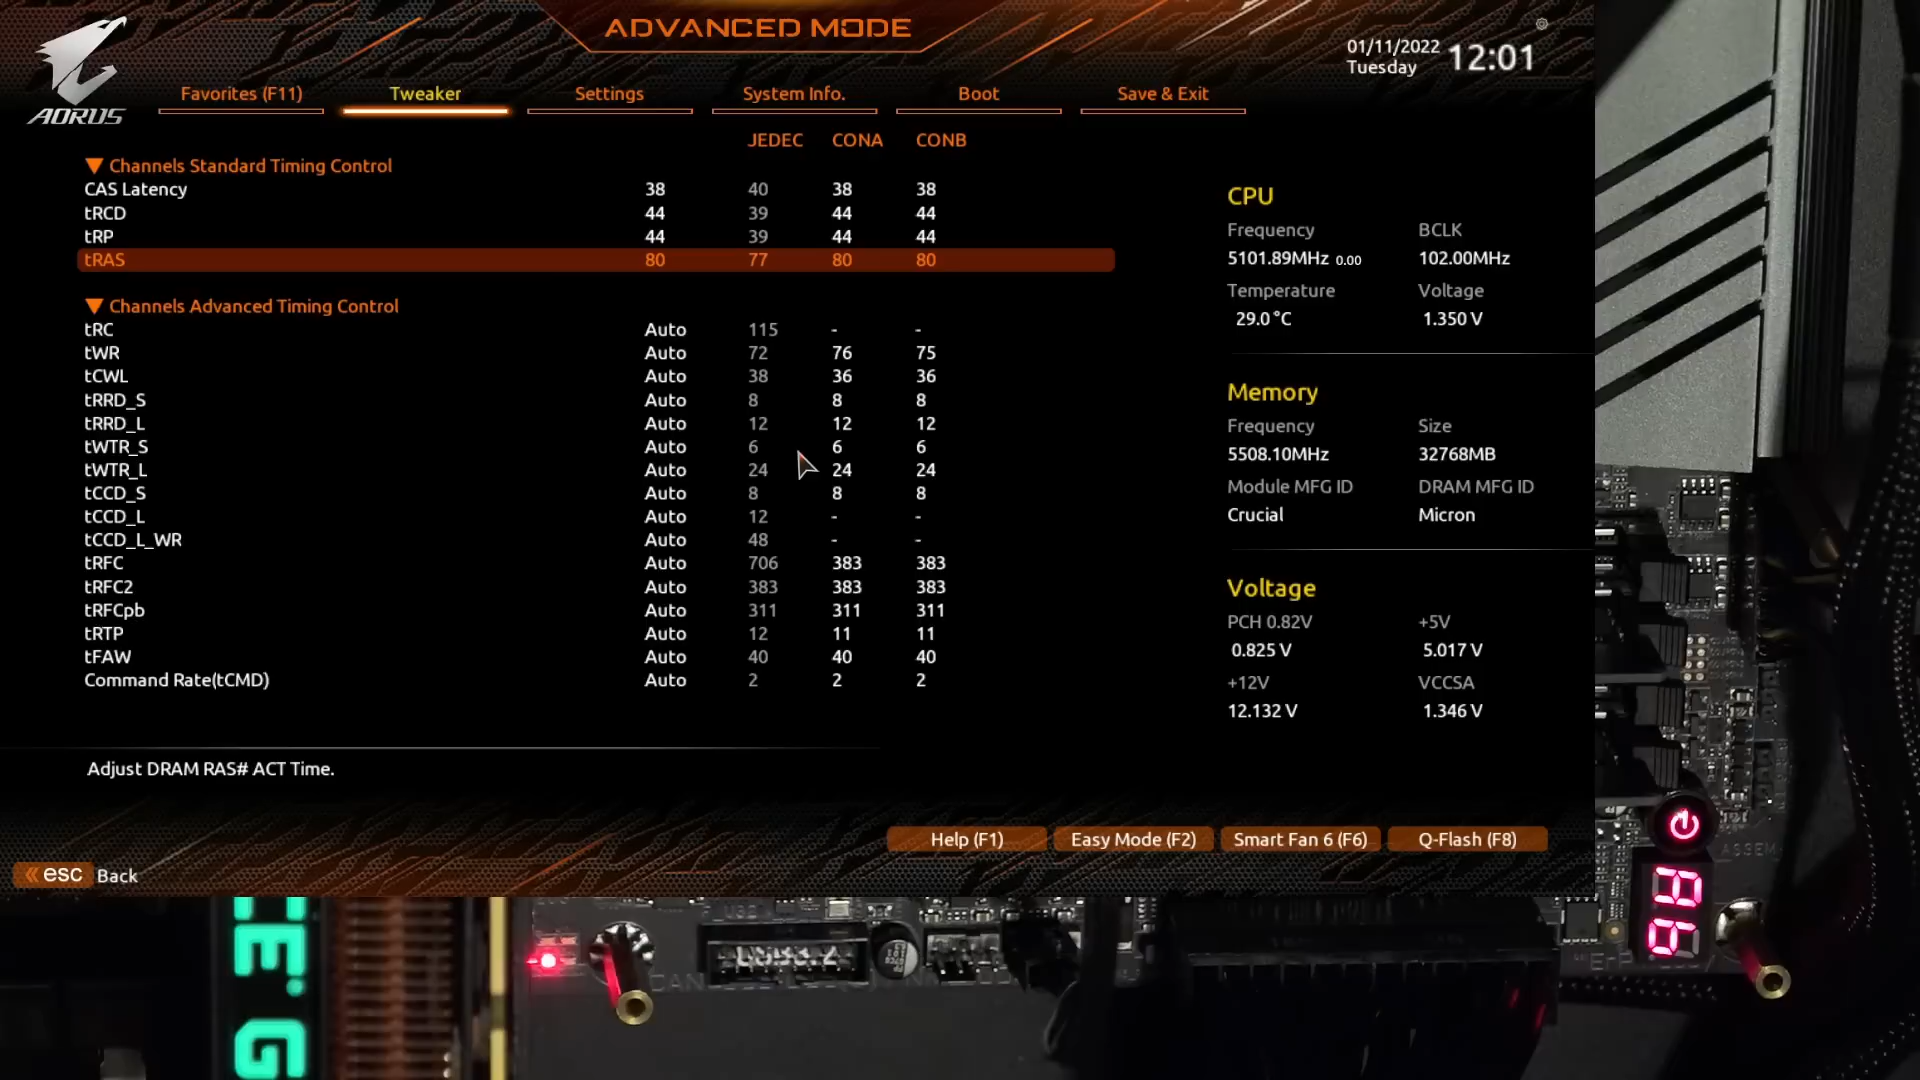 ADVANCED MODE
01/11/2022
Tuesday
12:01
AORUS
Favorites (F11)
Tweaker
Settings
System Info.
Boot
Save & Exit
JEDEC CONA CONB
Channels Standard Timing Control
CAS Latency 38 40 38 38
tRCD 44 39 44 44
tRP 44 39 44 44
tRAS 80 77 80 80
Channels Advanced Timing Control
tRC Auto 115 - -
tWR Auto 72 76 75
tCWL Auto 38 36 36
tRRD_S Auto 8 8 8
tRRD_L Auto 12 12 12
tWTR_S Auto 6 6 6
tWTR_L Auto 24 24 24
tCCD_S Auto 8 8 8
tCCD_L Auto 12 - -
tCCD_L_WR Auto 48 - -
tRFC Auto 706 383 383
tRFC2 Auto 383 383 383
tRFCpb Auto 311 311 311
tRTP Auto 12 11 11
tFAW Auto 40 40 40
Command Rate(tCMD) Auto 2 2 2
CPU
Frequency BCLK
5101.89MHz 0.00 102.00MHz
Temperature Voltage
29.0 °C 1.350 V
Memory
Frequency Size
5508.10MHz 32768MB
Module MFG ID DRAM MFG ID
Crucial Micron
Voltage
PCH 0.82V +5V
0.825 V 5.017 V
+12V VCCSA
12.132 V 1.346 V
Adjust DRAM RAS# ACT Time.
Help (F1)
Easy Mode (F2)
Smart Fan 6 (F6)
Q-Flash (F8)
esc Back
USB3.2